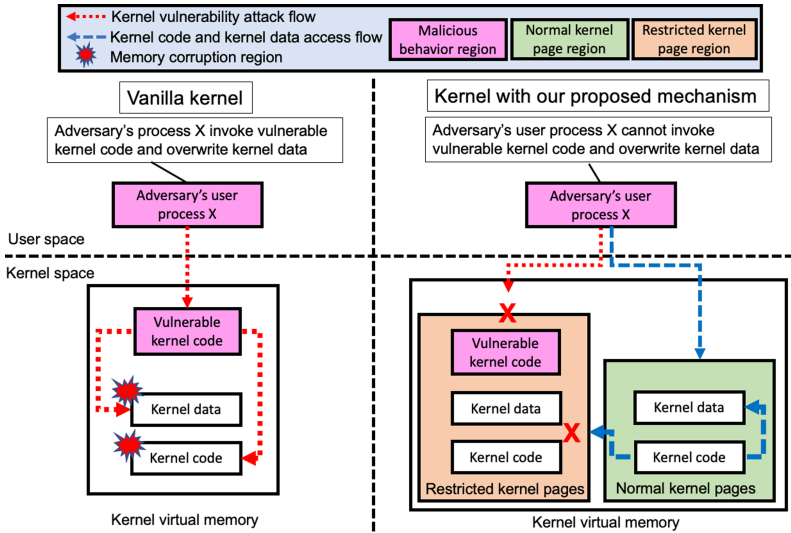 Kernel vulnerability attack flow
Kernel code and kernel data access flow
Memory corruption region
Malicious
behavior region
Normal kernel
page region
Restricted kernel
page region
Vanilla kernel
Adversary's process X invoke vulnerable
kernel code and overwrite kernel data
Adversary's user
process X
User space
Kernel space
Vulnerable
kernel code
Kernel data
Kernel code
Kernel virtual memory
Kernel with our proposed mechanism
Adversary's user process X cannot invoke
vulnerable kernel code and overwrite kernel data
Adversary's user
process X
X
Vulnerable
kernel code
Kernel data
X
Kernel code
Restricted kernel pages
Kernel data
Kernel code
Normal kernel pages
Kernel virtual memory